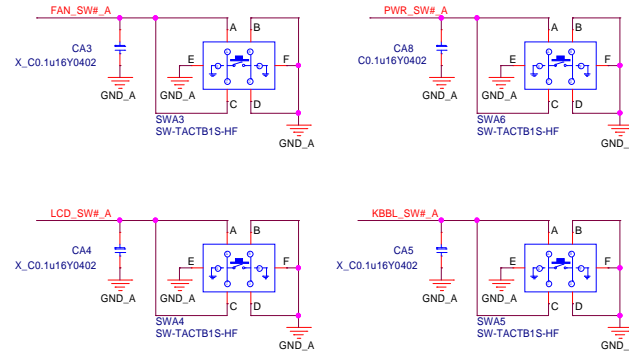 FAN_SW#_A
A
B
CA3
X_C0.1u16Y0402
E
F
GND_A
GND_A
C
D
SWA3
SW-TACTB1S-HF
GND_A
PWR_SW#_A
A
B
CA8
C0.1u16Y0402
E
F
GND_A
GND_A
C
D
SWA6
SW-TACTB1S-HF
GND_A
LCD_SW#_A
A
B
CA4
X_C0.1u16Y0402
E
F
GND_A
GND_A
C
D
SWA4
SW-TACTB1S-HF
GND_A
KBBL_SW#_A
A
B
CA5
X_C0.1u16Y0402
E
F
GND_A
GND_A
C
D
SWA5
SW-TACTB1S-HF
GND_A